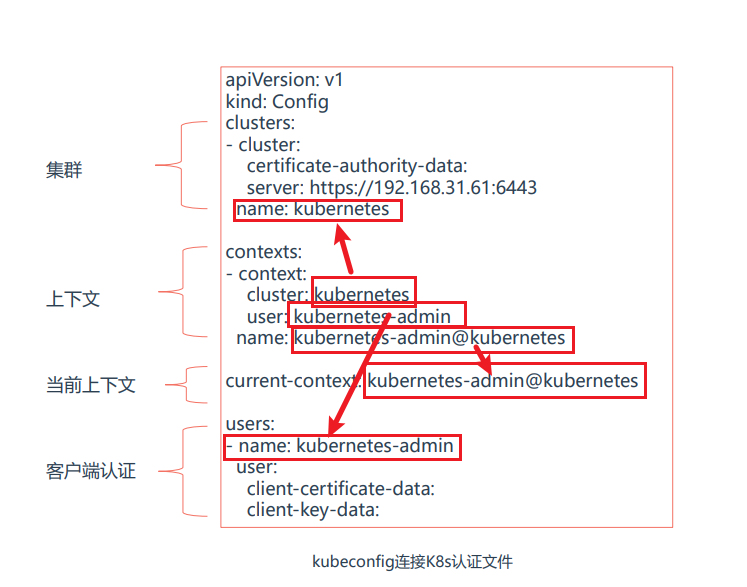 apiVersion: v1
kind: Config
clusters:
- cluster:
certificate-authority-data:
server: https://192.168.31.61:6443
name: kubernetes
集群
contexts:
- context:
cluster: kubernetes
user: kubernetes-admin
name: kubernetes-admin@kubernetes
上下文
当前上下文
current-context: kubernetes-admin@kubernetes
users:
- name: kubernetes-admin
user:
client-certificate-data:
client-key-data:
客户端认证
kubeconfig连接K8s认证文件